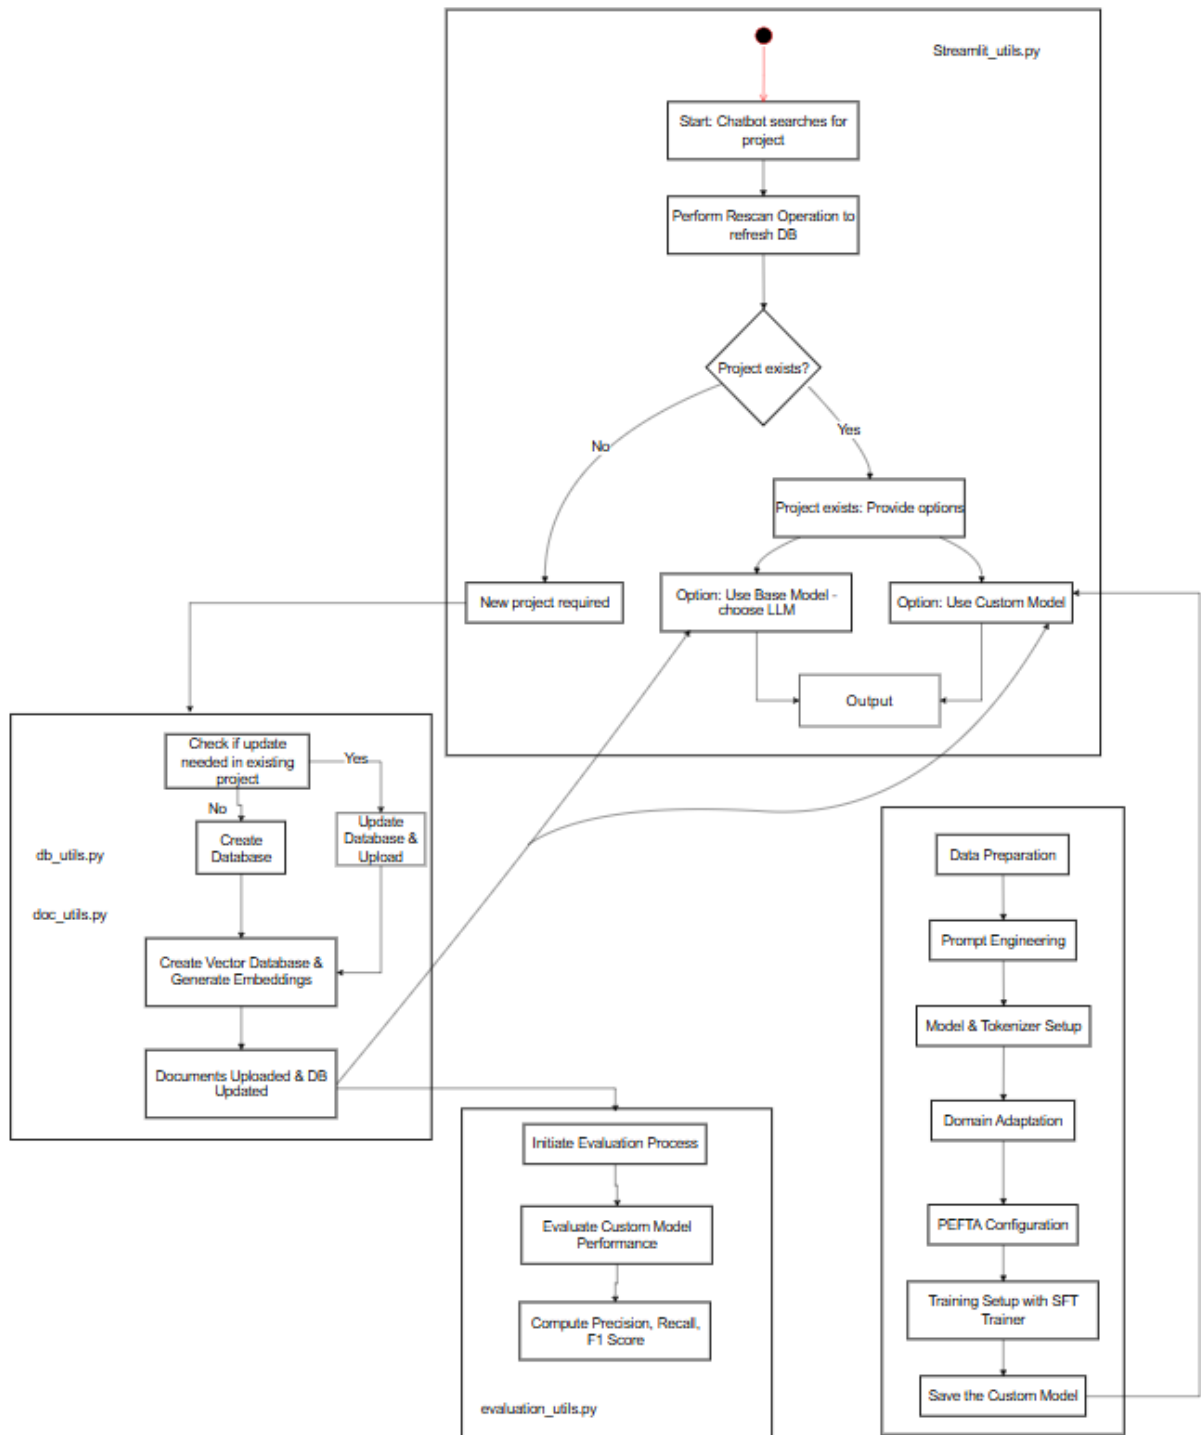 Streamlit_utils.py
Start: Chatbot searches for
project
Perform Rescan Operation to
refresh DB
Project exists?
No
Yes
Project exists: Provide options
New project required
Option: Use Base Model -
choose LLM
Option: Use Custom Model
Output
Check if update
needed in existing
project
Yes
No
Create
Database
Update
Database &
Upload
db_utils.py
doc_utils.py
Create Vector Database &
Generate Embeddings
Documents Uploaded & DB
Updated
Initiate Evaluation Process
Evaluate Custom Model
Performance
Compute Precision, Recall,
F1 Score
evaluation_utils.py
Data Preparation
Prompt Engineering
Model & Tokenizer Setup
Domain Adaptation
PEFTA Configuration
Training Setup with SFT
Trainer
Save the Custom Model